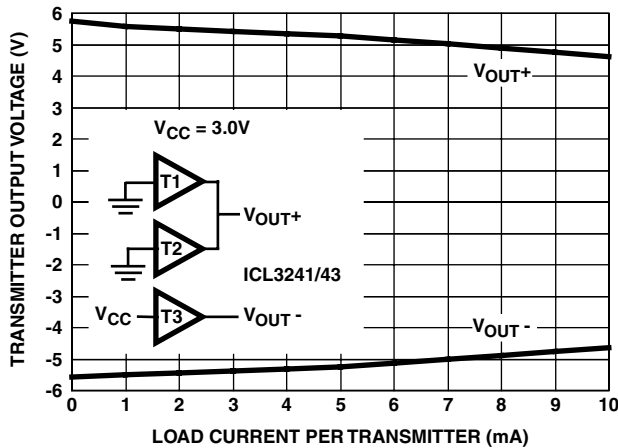 TRANSMITTER OUTPUT VOLTAGE (V)
6
5
4
3
2
1
0
-1
-2
-3
-4
-5
-6
VOUT+
VCC = 3.0V
T1
VOUT+
T2
ICL3241/43
VCC
T3
VOUT -
VOUT -
0 1 2 3 4 5 6 7 8 9 10
LOAD CURRENT PER TRANSMITTER (mA)